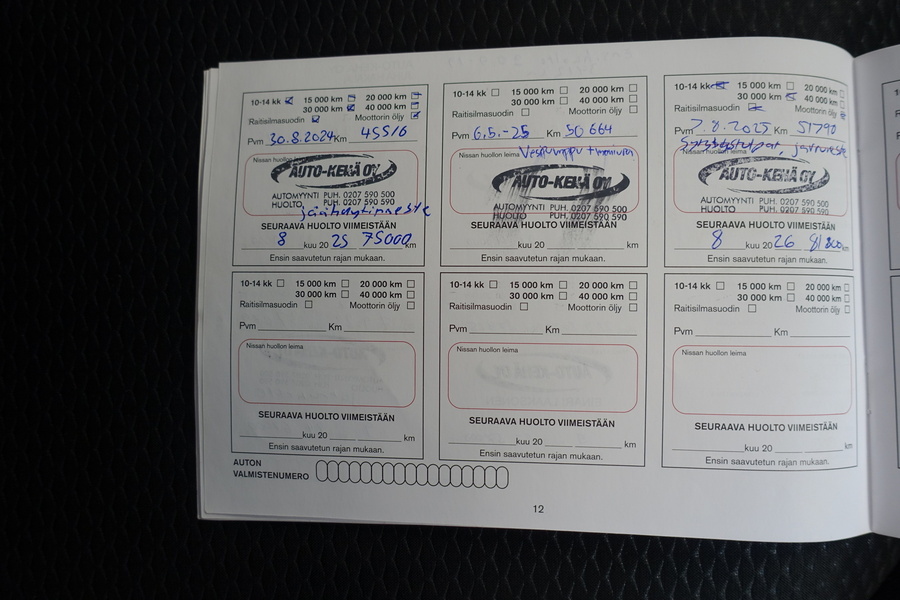 10-14 kk 15 000 km 20 000 km
30 000 km 40 000 km
Raitisilmasuodin Moottorin öljy
Pvm 30.8.2024 Km 45516
Nissan huollon leima
AUTO-KEHÄ OY
AUTOMYYNTI PUH. 0207 590 500
HUOLTO PUH. 0207 590 590
jäähdytinneste
SEURAAVA HUOLTO VIIMEISTÄÄN
8 kuu 20 25 75000 km
Ensin saavutetun rajan mukaan.
10-14 kk 15 000 km 20 000 km
30 000 km 40 000 km
Raitisilmasuodin Moottorin öljy
Pvm 6.5.-25 Km 50 664
Nissan huollon leima Vesipumppu +
AUTO-KEHÄ OY
AUTOMYYNTI PUH. 0207 590 500
HUOLTO PUH. 0207 590 590
SEURAAVA HUOLTO VIIMEISTÄÄN
kuu 20 km
Ensin saavutetun rajan mukaan.
10-14 kk 15 000 km 20 000 km
30 000 km 40 000 km
Raitisilmasuodin Moottorin öljy
Pvm 7.8.2025 Km 51790
Sytytystulpat, jarruneste
Nissan huollon leima
AUTO-KEHÄ OY
AUTOMYYNTI PUH. 0207 590 500
HUOLTO PUH. 0207 590 590
SEURAAVA HUOLTO VIIMEISTÄÄN
8 kuu 20 26 81 800 km
Ensin saavutetun rajan mukaan.
10-14 kk 15 000 km 20 000 km
30 000 km 40 000 km
Raitisilmasuodin Moottorin öljy
Pvm Km
Nissan huollon leima
SEURAAVA HUOLTO VIIMEISTÄÄN
kuu 20 km
Ensin saavutetun rajan mukaan.
10-14 kk 15 000 km 20 000 km
30 000 km 40 000 km
Raitisilmasuodin Moottorin öljy
Pvm Km
Nissan huollon leima
SEURAAVA HUOLTO VIIMEISTÄÄN
kuu 20 km
Ensin saavutetun rajan mukaan.
10-14 kk 15 000 km 20 000 km
30 000 km 40 000 km
Raitisilmasuodin Moottorin öljy
Pvm Km
Nissan huollon leima
SEURAAVA HUOLTO VIIMEISTÄÄN
kuu 20 km
Ensin saavutetun rajan mukaan.
AUTON
VALMISTENUMERO
12